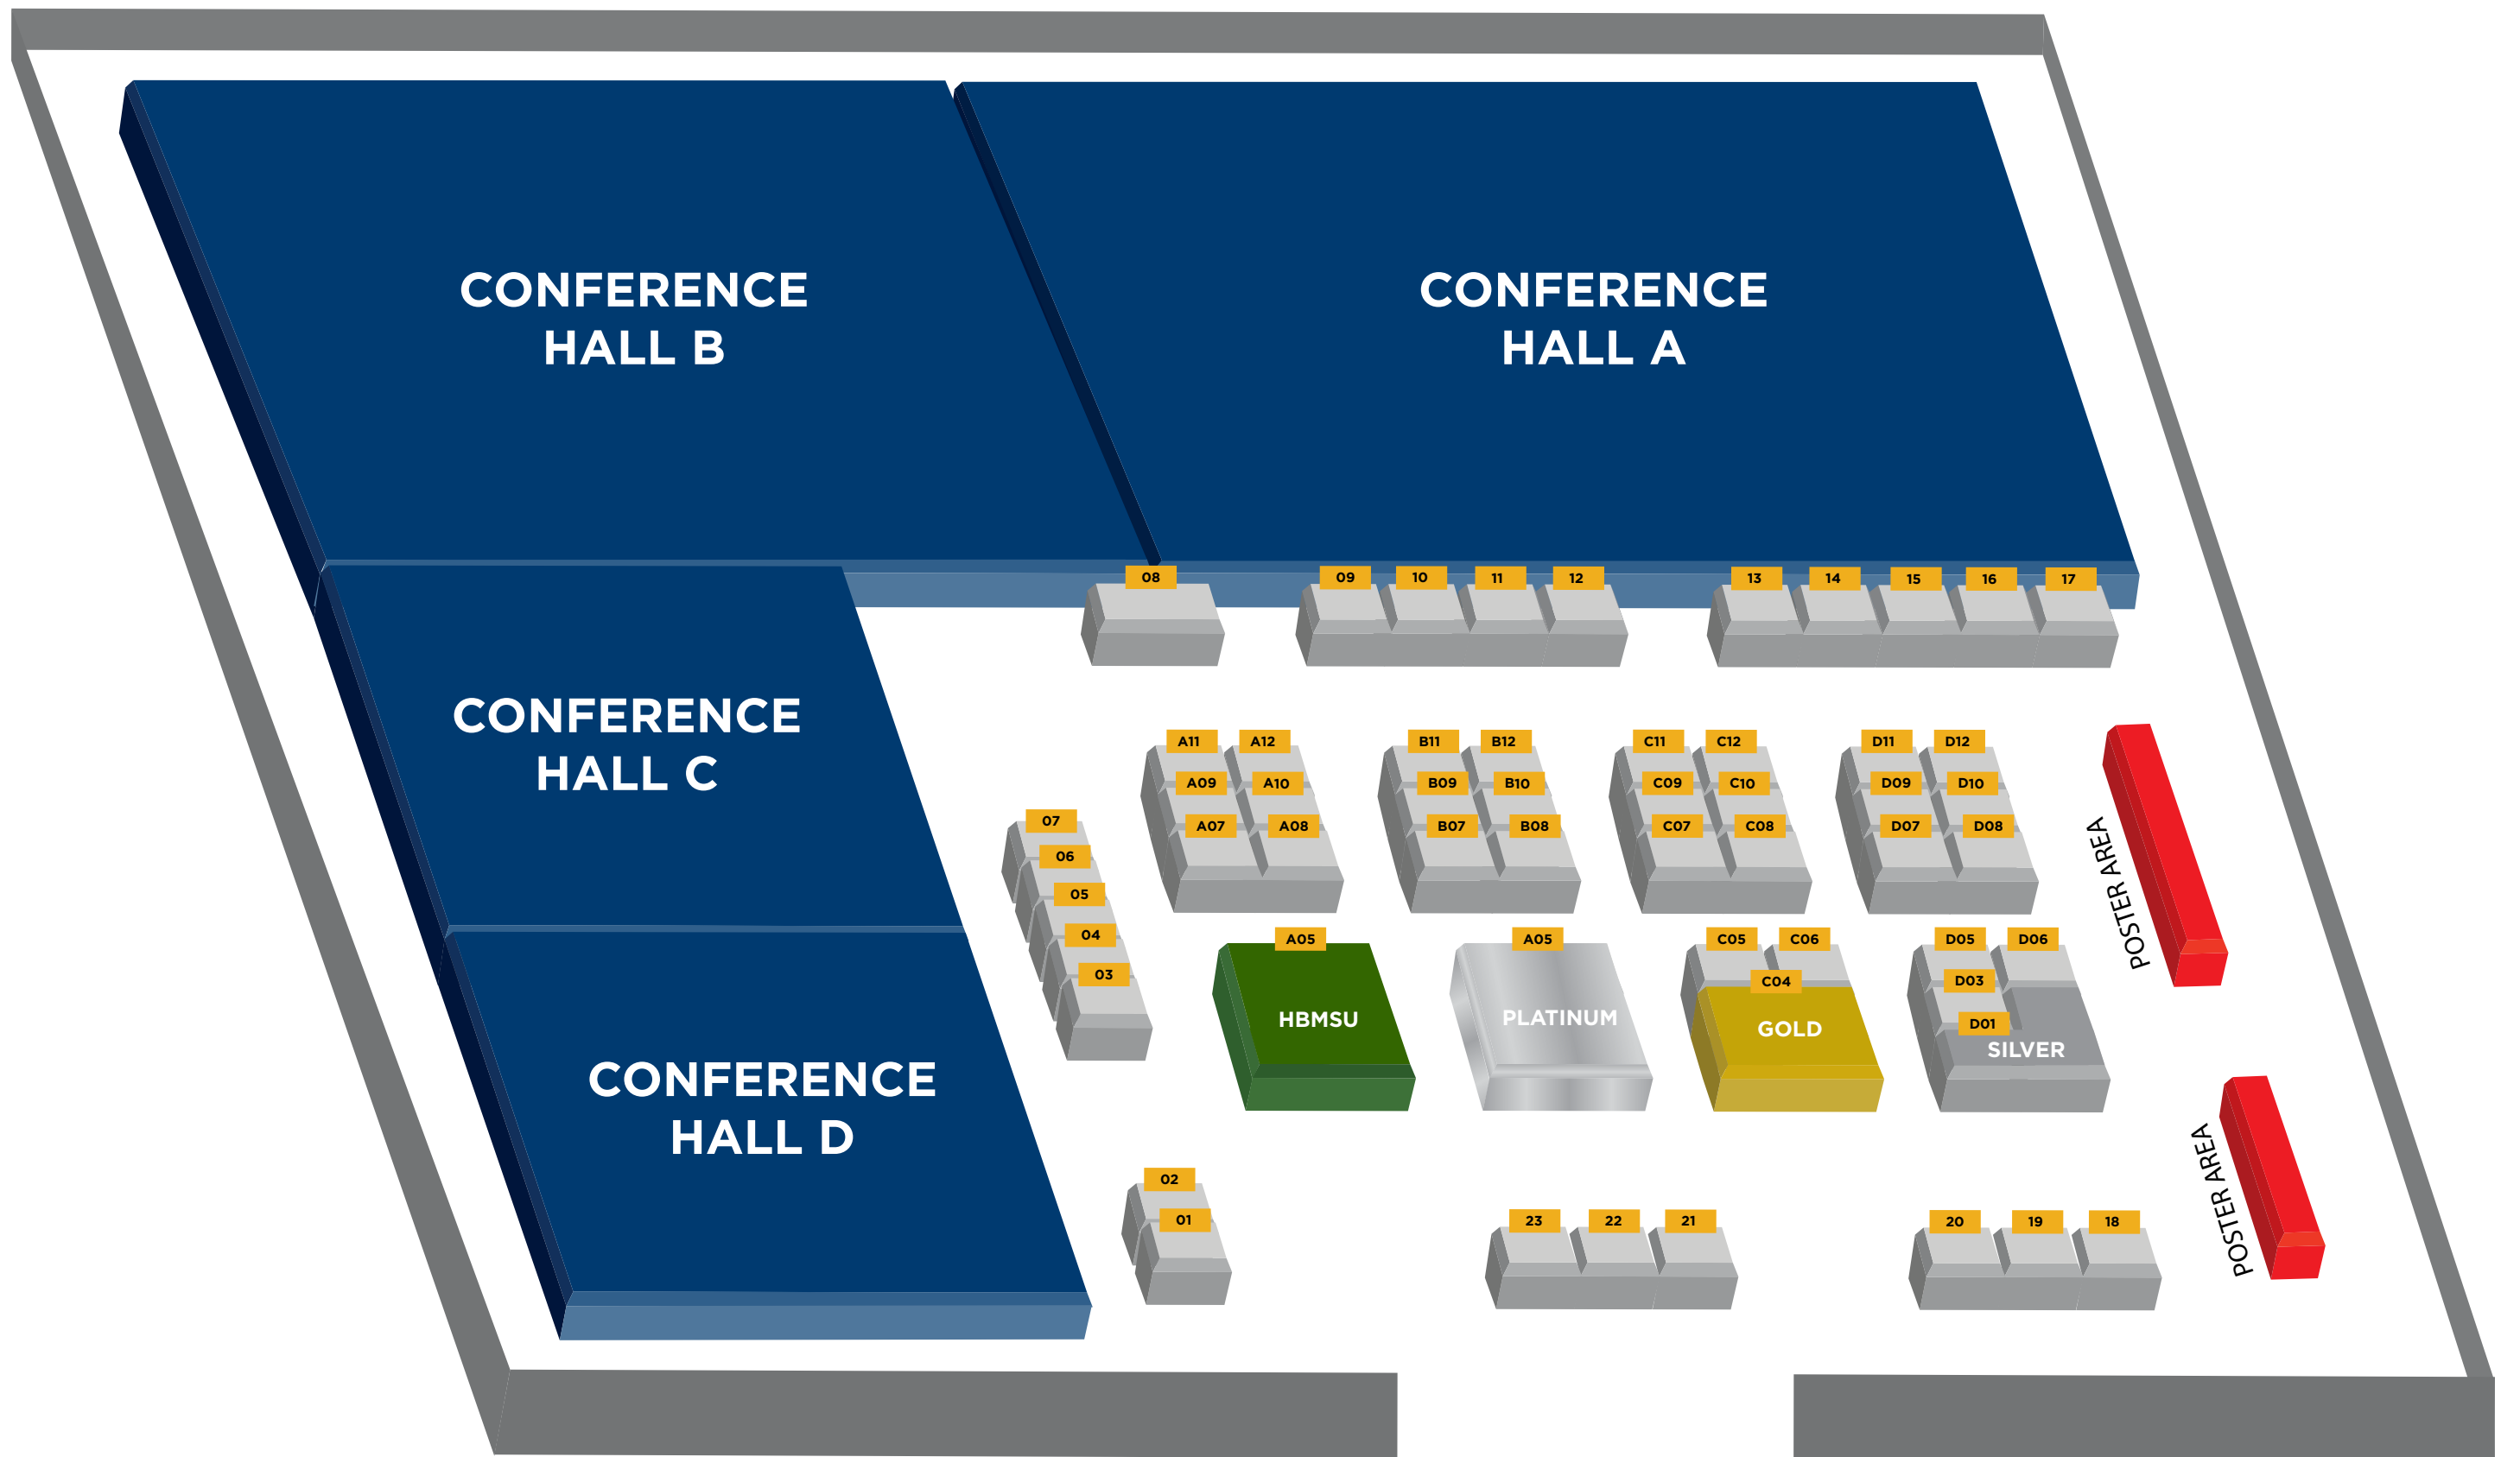 CONFERENCE
HALL B
CONFERENCE
HALL A
08
09 10 11 12
13 14 15 16 17
CONFERENCE
HALL C
A11 A12
A09 A10
A07 A08
B11 B12
B09 B10
B07 B08
C11 C12
C09 C10
C07 C08
D11 D12
D09 D10
D07 D08
POSTER AREA
07
06
05
04
03
A05
HBMSU
A05
PLATINUM
C05 C06
C04
GOLD
D05 D06
D03
D01
SILVER
CONFERENCE
HALL D
POSTER AREA
02
01
23 22 21
20 19 18